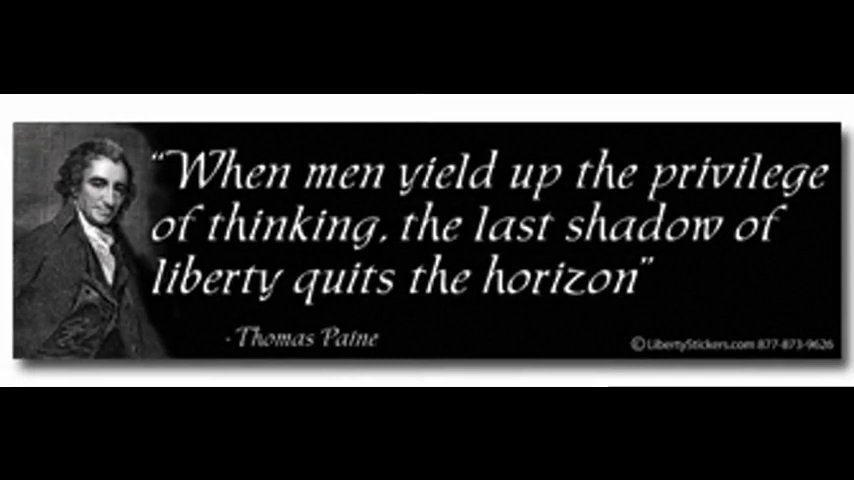 “When men yield up the privilege
of thinking, the last shadow of
liberty quits the horizon”
- Thomas Paine
©LibertyStickers.com 877-873-9626